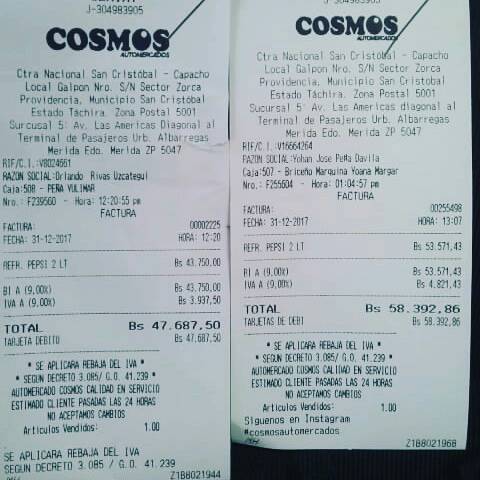 J-304983905
COSMOS
AUTOMERCADOS
Ctra Nacional San Cristóbal - Capacho
Local Galpon Nro. S/N Sector Zorca
Providencia, Municipio San Cristóbal
Estado Táchira. Zona Postal 5001
Surcusal 5: Av. Las Americas Diagonal al
Terminal de Pasajeros Urb. Albarregas
Merida Edo. Merida ZP 5047
RIF/C.I.:V8024661
RAZON SOCIAL:Orlando Rivas Uzcategui
Caja:508 - PEÑA VULIMAR
Nro.: F239560 - Hora: 12:20:55 pm
FACTURA
FACTURA: 00002225
FECHA: 31-12-2017 HORA: 12:20
REFR. PEPSI 2 LT Bs 43.750,00
BI A (9,00%) Bs 43.750,00
IVA A (9,00%) Bs 3.937,50
TOTAL Bs 47.687,50
TARJETA DEBITO Bs 47.687,50
* SE APLICARA REBAJA DEL IVA *
* SEGUN DECRETO 3.085/ G.O. 41.239 *
AUTOMERCADO COSMOS CALIDAD EN SERVICIO
ESTIMADO CLIENTE PASADAS LAS 24 HORAS
NO ACEPTAMOS CAMBIOS
Articulos Vendidos: 1.00
SE APLICARA REBAJA DEL IVA
SEGUN DECRETO 3.085 / G.O. 41.239
Z1B8021944
J-304983905
COSMOS
AUTOMERCADOS
Ctra Nacional San Cristóbal - Capacho
Local Galpon Nro. S/N Sector Zorca
Providencia, Municipio San Cristóbal
Estado Táchira. Zona Postal 5001
Sucursal 5: Av. Las Americas diagonal al
Terminal de Pasajeros Urb. Albarregas
Merida Edo. Merida ZP 5047
RIF/C.I.:V16664264
RAZON SOCIAL:Yohan Jose Peña Davila
Caja:507 - Briceño Marquina Yoana Margar
Nro.: F255604 - Hora: 01:04:57 pm
FACTURA
FACTURA: 00255498
FECHA: 31-12-2017 HORA: 13:07
REFR. PEPSI 2 LT Bs 53.571,43
BI A (9,00%) Bs 53.571,43
IVA A (9,00%) Bs 4.821,43
TOTAL Bs 58.392,86
TARJETAS DE DEBI Bs 58.392,86
* SE APLICARA REBAJA DEL IVA *
* SEGUN DECRETO 3.085/ G.O. 41.239 *
AUTOMERCADO COSMOS CALIDAD EN SERVICIO
ESTIMADO CLIENTE PASADAS LAS 24 HORAS
NO ACEPTAMOS CAMBIOS
Articulos Vendidos: 1.00
Siguenos en Instagram
#cosmosautomercados
Z1B8021968